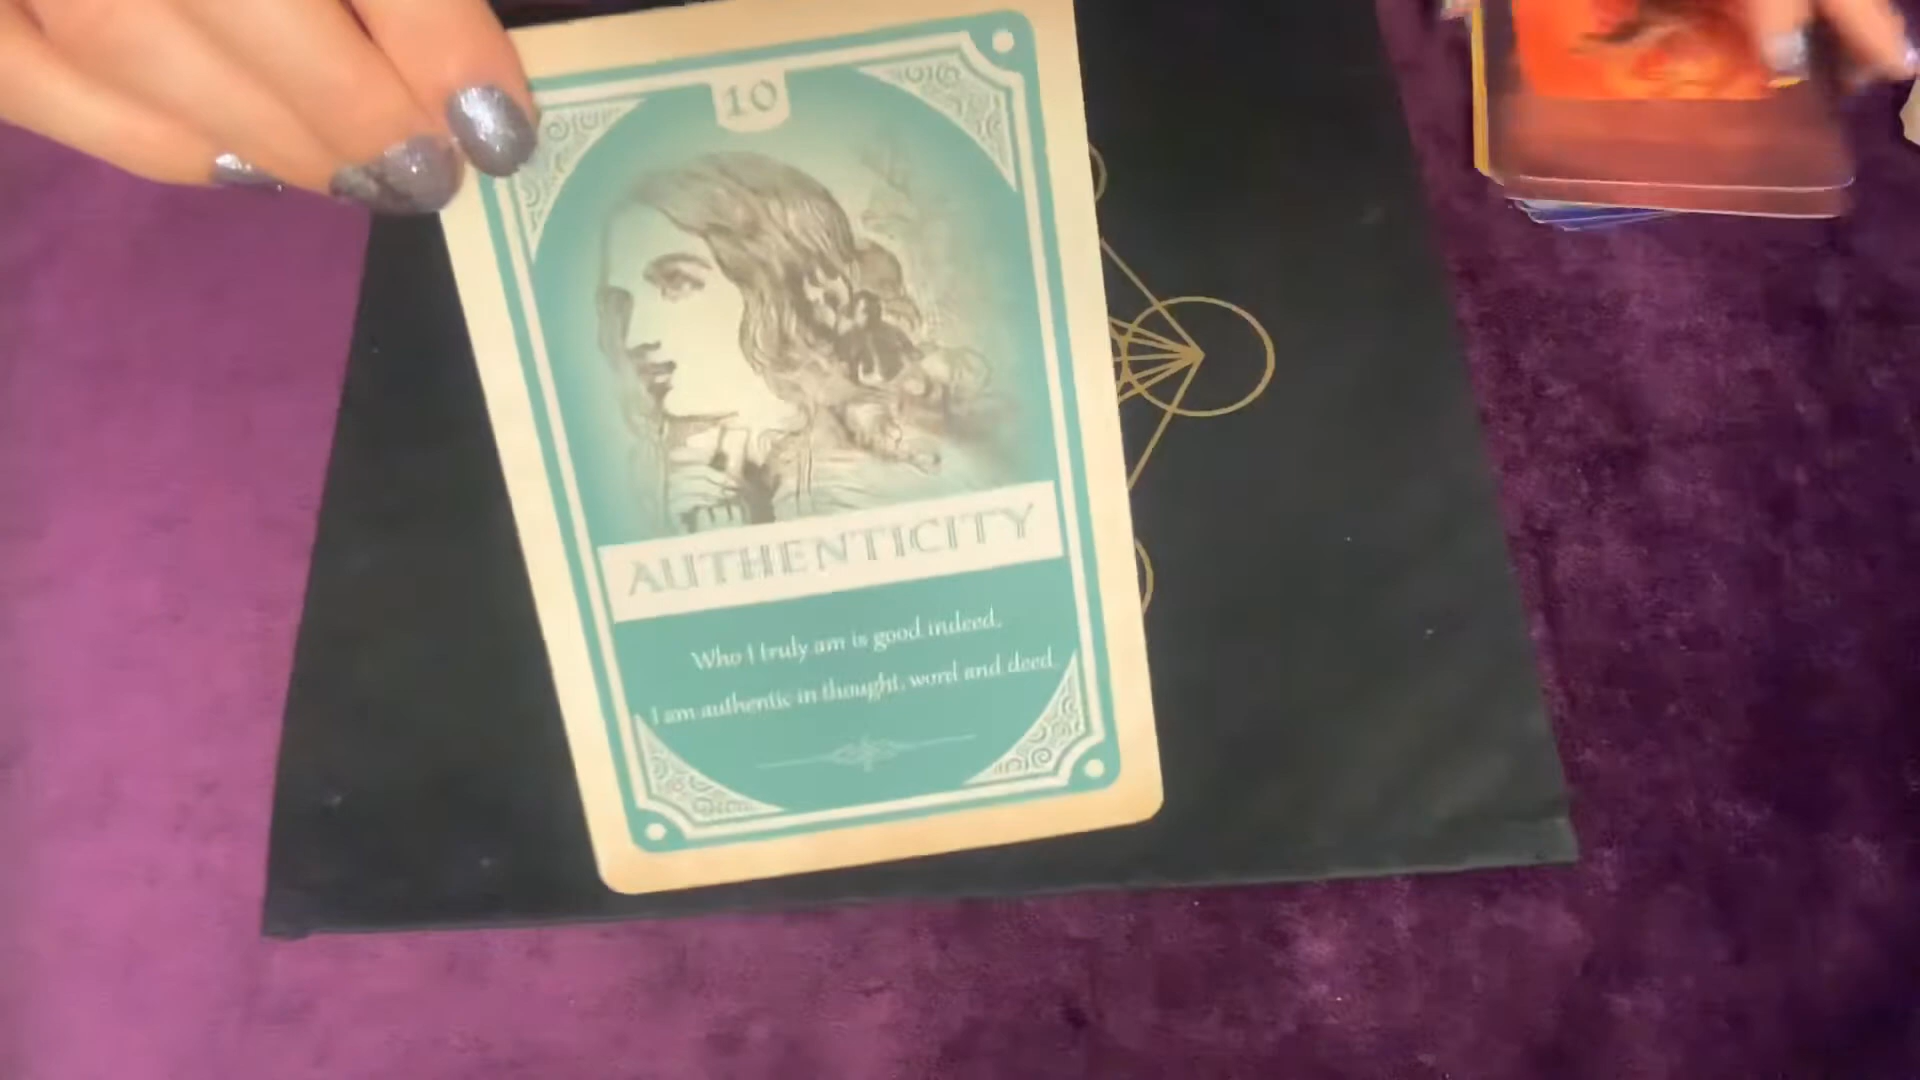 10
AUTHENTICITY
Who I truly am is good indeed,
I am authentic in thought, word and deed.